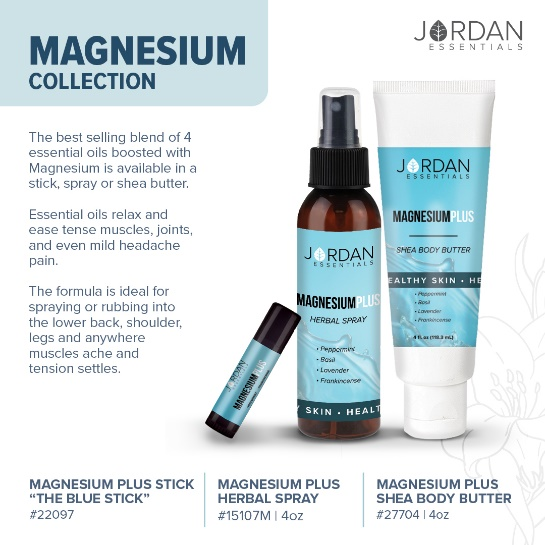 MAGNESIUM
COLLECTION
JORDAN
ESSENTIALS
The best selling blend of 4
essential oils boosted with
Magnesium is available in a
stick, spray or shea butter.
Essential oils relax and
ease tense muscles, joints,
and even mild headache
pain.
The formula is ideal for
spraying or rubbing into
the lower back, shoulder,
legs and anywhere
muscles ache and
tension settles.
JORDAN
MAGNESIUMPLUS
JORDAN
ESSENTIALS
MAGNESIUMPLUS
HERBAL SPRAY
• Peppermint
• Basil
• Lavender
• Frankincense
Y SKIN • HEALT
JORDAN
ESSENTIALS
MAGNESIUMPLUS
SHEA BODY BUTTER
EALTHY SKIN • HE
• Peppermint
• Basil
• Lavender
• Frankincense
4 fl. oz (118.3 mL)
MAGNESIUM PLUS STICK
“THE BLUE STICK”
#22097
MAGNESIUM PLUS
HERBAL SPRAY
#15107M | 4oz
MAGNESIUM PLUS
SHEA BODY BUTTER
#27704 | 4oz